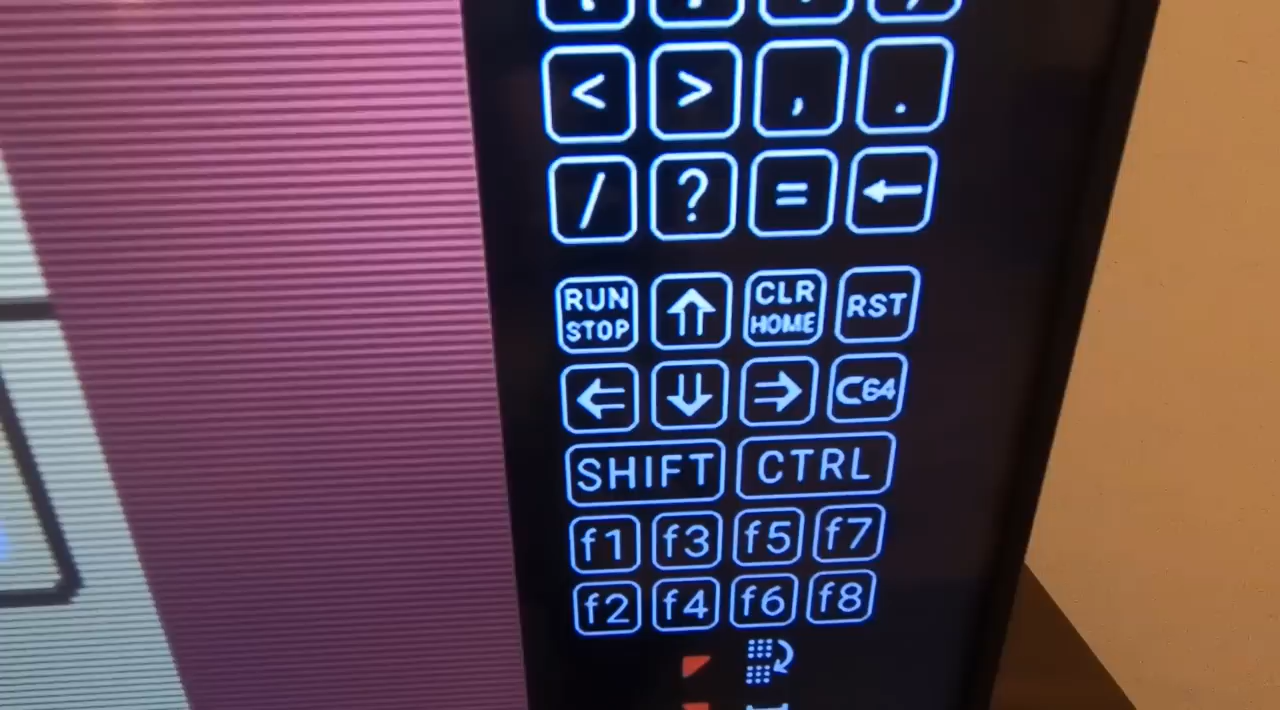 < > , .
/ ? = ←
RUN STOP ⇑ CLR HOME RST
⇐ ⇓ ⇒ C64
SHIFT CTRL
f1 f3 f5 f7
f2 f4 f6 f8